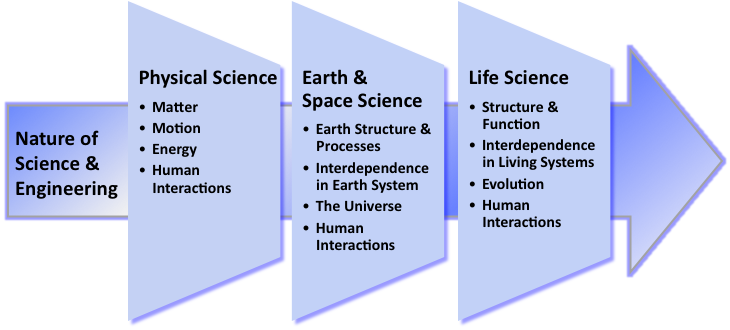 Nature of
Science &
Engineering
Physical Science
• Matter
• Motion
• Energy
• Human
Interactions
Earth &
Space Science
• Earth Structure &
Processes
• Interdependence
in Earth System
• The Universe
• Human
Interactions
Life Science
• Structure &
Function
• Interdependence
in Living Systems
• Evolution
• Human
Interactions